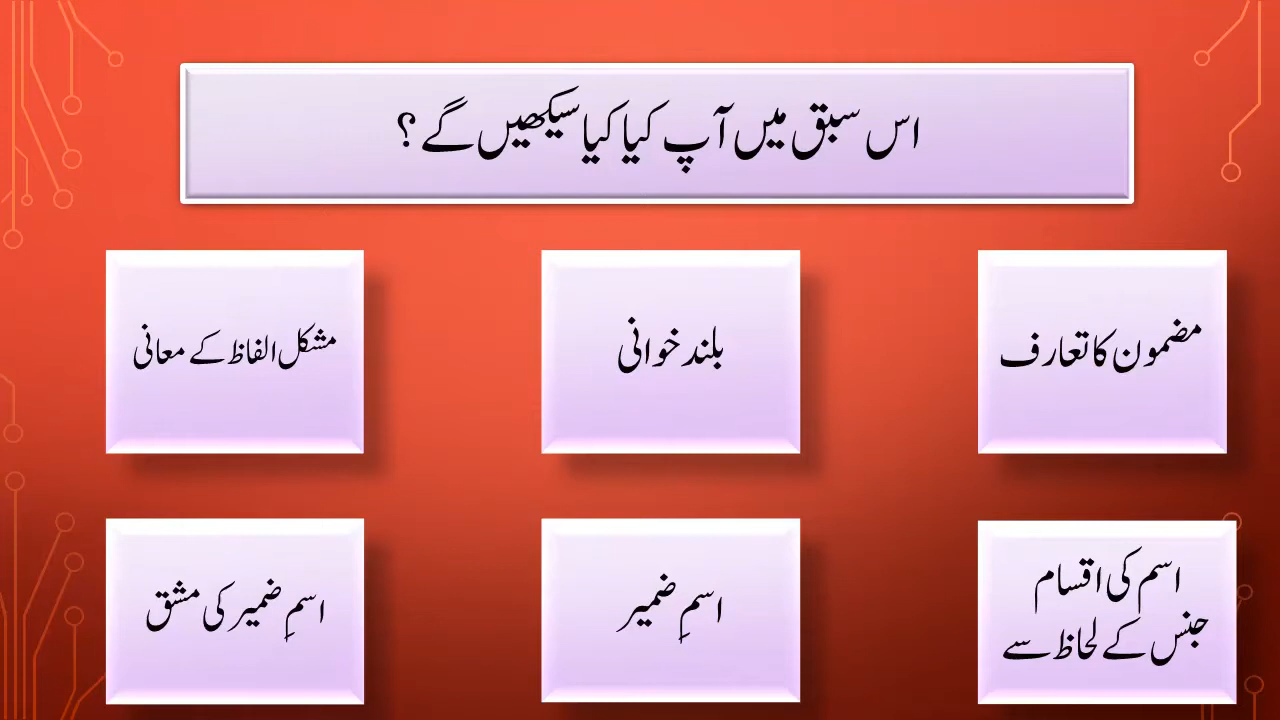 اس سبق میں آپ کیا کیا سیکھیں گے ؟
مضمون کا تعارف
بلند خوانی
مشکل الفاظ کے معانی
اسم کی اقسام
جنس کے لحاظ سے
اسمِ ضمیر
اسمِ ضمیر کی مشق